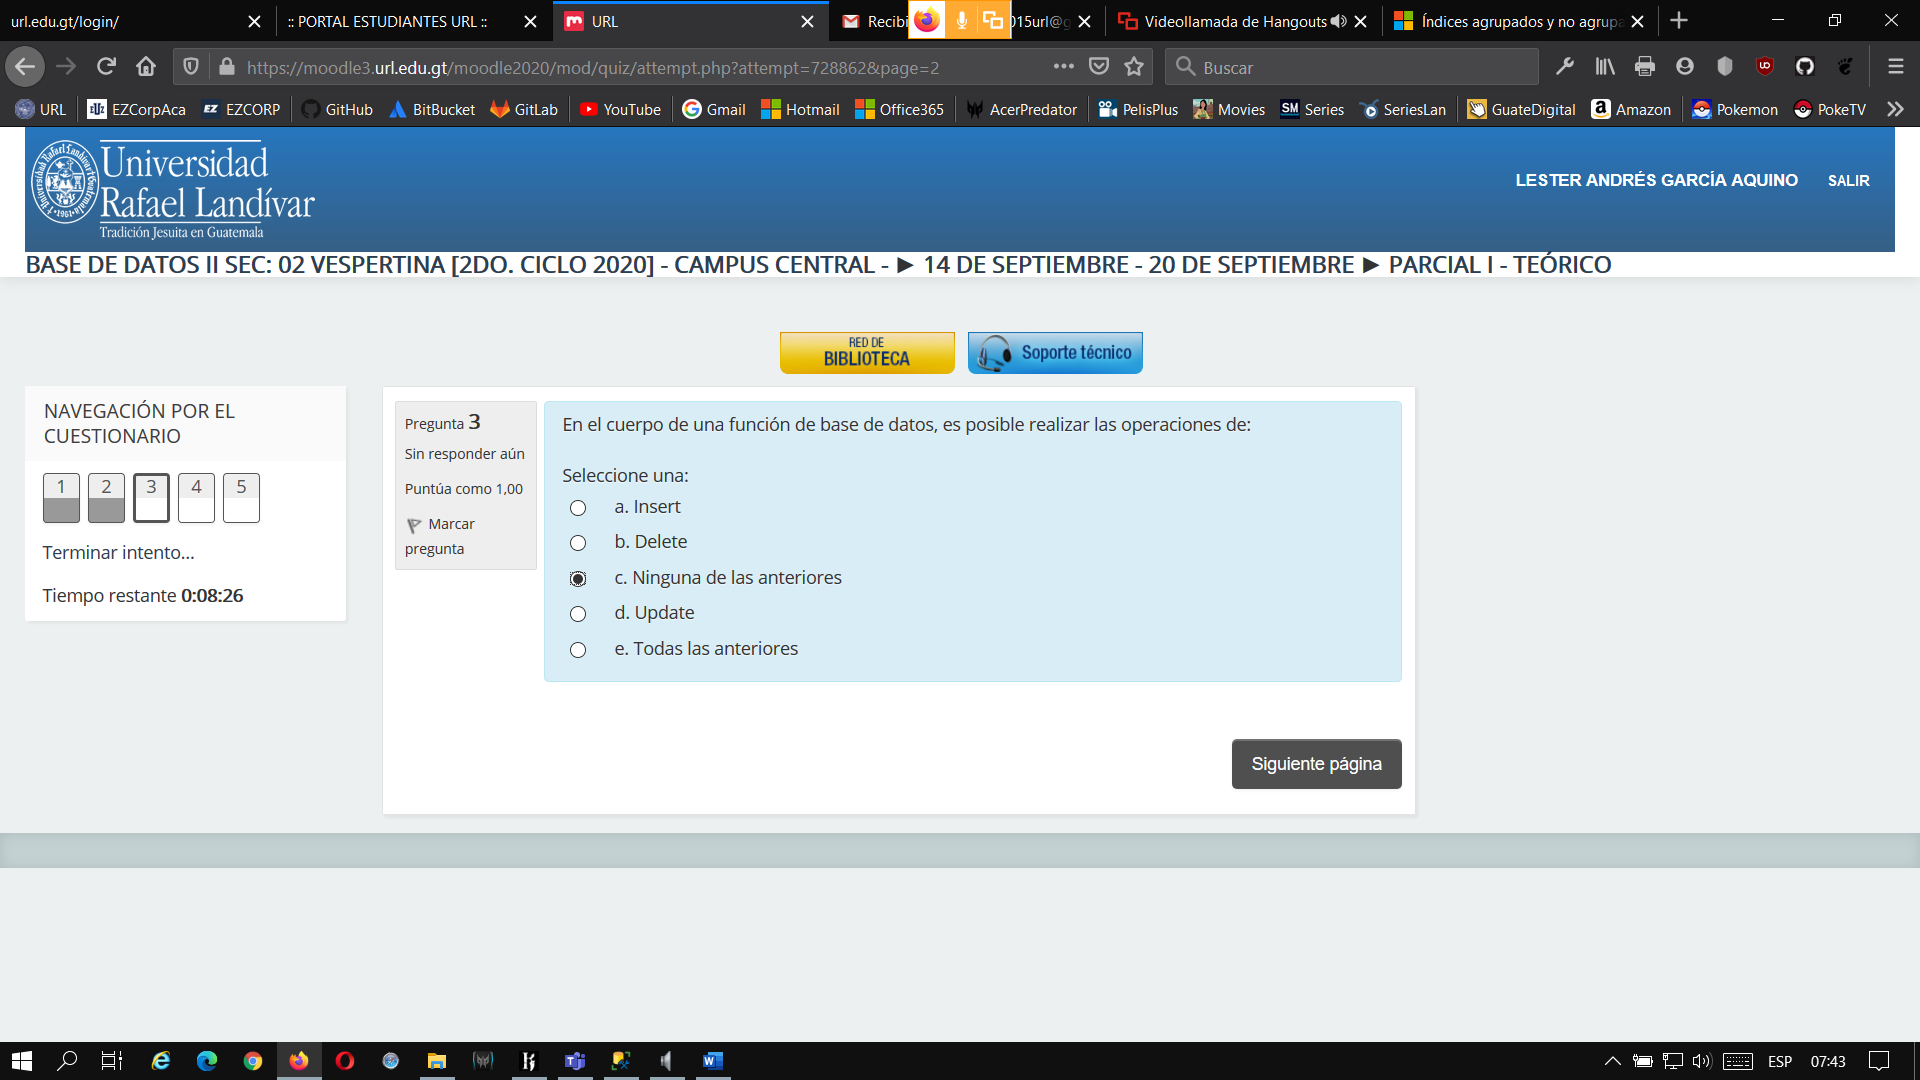 url.edu.gt/login/
:: PORTAL ESTUDIANTES URL ::
URL
Recibi
015url@g
Videollamada de Hangouts
Índices agrupados y no agrupa
https://moodle3.url.edu.gt/moodle2020/mod/quiz/attempt.php?attempt=728862&page=2
Buscar
URL
EZCorpAca
EZCORP
GitHub
BitBucket
GitLab
YouTube
Gmail
Hotmail
Office365
AcerPredator
PelisPlus
Movies
Series
SeriesLan
GuateDigital
Amazon
Pokemon
PokeTV
Universidad
Rafael Landívar
Tradición Jesuita en Guatemala
LESTER ANDRÉS GARCÍA AQUINO
SALIR
BASE DE DATOS II SEC: 02 VESPERTINA [2DO. CICLO 2020] - CAMPUS CENTRAL - ► 14 DE SEPTIEMBRE - 20 DE SEPTIEMBRE ► PARCIAL I - TEÓRICO
RED DE
BIBLIOTECA
Soporte técnico
NAVEGACIÓN POR EL
CUESTIONARIO
1 2 3 4 5
Terminar intento...
Tiempo restante 0:08:26
Pregunta 3
Sin responder aún
Puntúa como 1,00
Marcar
pregunta
En el cuerpo de una función de base de datos, es posible realizar las operaciones de:
Seleccione una:
a. Insert
b. Delete
c. Ninguna de las anteriores
d. Update
e. Todas las anteriores
Siguiente página
ESP
07:43